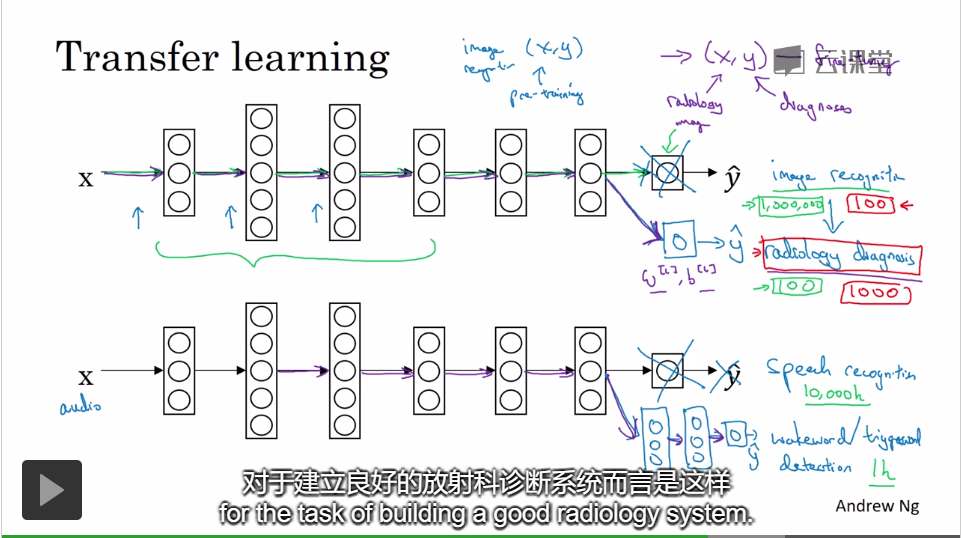 Transfer learning
image
(x, y)
pre-training
→ (x, y) — fine-tuning
云课堂
radiology
diagnoses
x
ŷ
image
1,000,000
100
ŷ
radiology diagnosis
w[L], b[L]
100
1000
x
audio
ŷ
Speech recognition
10,000h
ŷ
wakeword/triggerword
detection
1h
对于建立良好的放射科诊断系统而言是这样
for the task of building a good radiology system.
Andrew Ng